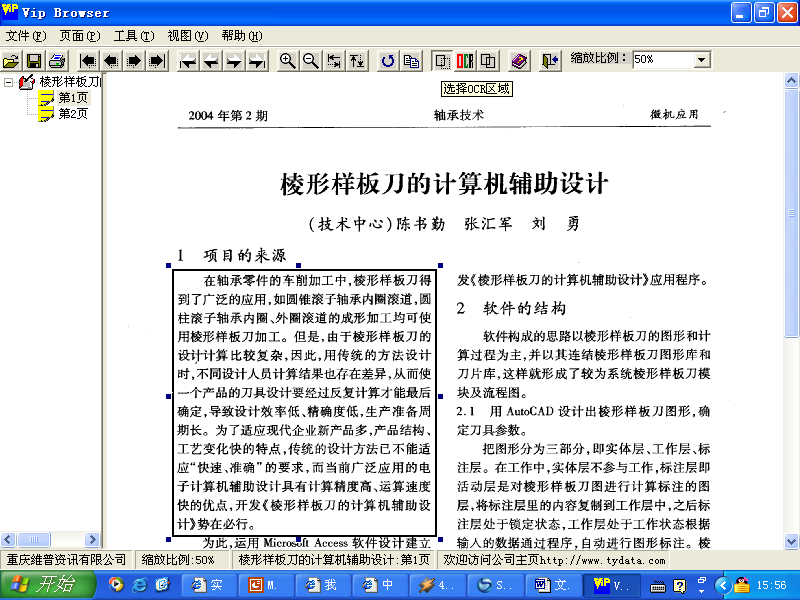 Vip Browser
文件(F) 页面(P) 工具(T) 视图(V) 帮助(H)
OCR 缩放比例： 50%
选择OCR区域
棱形样板刀
第1页
第2页
2004 年第 2 期 轴承技术 微机应用
棱形样板刀的计算机辅助设计
(技术中心)陈书勤 张汇军 刘 勇
1 项目的来源
在轴承零件的车削加工中,棱形样板刀得
到了广泛的应用,如圆锥滚子轴承内圈滚道,圆
柱滚子轴承内圈、外圈滚道的成形加工均可使
用棱形样板刀加工。但是,由于棱形样板刀的
设计计算比较复杂,因此,用传统的方法设计
时,不同设计人员计算结果也存在差异,从而使
一个产品的刀具设计要经过反复计算才能最后
确定,导致设计效率低、精确度低,生产准备周
期长。为了适应现代企业新产品多,产品结构、
工艺变化快的特点,传统的设计方法已不能适
应“快速、准确”的要求,而当前广泛应用的电
子计算机辅助设计具有计算精度高、运算速度
快的优点,开发《棱形样板刀的计算机辅助设
计》势在必行。
为此,运用 Microsoft Access 软件设计建立
发《棱形样板刀的计算机辅助设计》应用程序。
2 软件的结构
软件构成的思路以棱形样板刀的图形和计
算过程为主,并以其连结棱形样板刀图形库和
刀片库,这样就形成了较为系统棱形样板刀模
块及流程图。
2.1 用 AutoCAD 设计出棱形样板刀图形,确
定刀具参数。
把图形分为三部分,即实体层、工作层、标
注层。在工作中,实体层不参与工作,标注层即
活动层是对棱形样板刀图进行计算标注的图
层,将标注层里的内容复制到工作层中,之后标
注层处于锁定状态,工作层处于工作状态根据
输人的数据通过程序,自动进行图形标注。棱
重庆维普资讯有限公司 缩放比例:50% 棱形样板刀的计算机辅助设计:第1页 欢迎访问公司主页http://www.tydata.com
开始 实 M. 我 中 4.. S.. 文. V.. 15:56